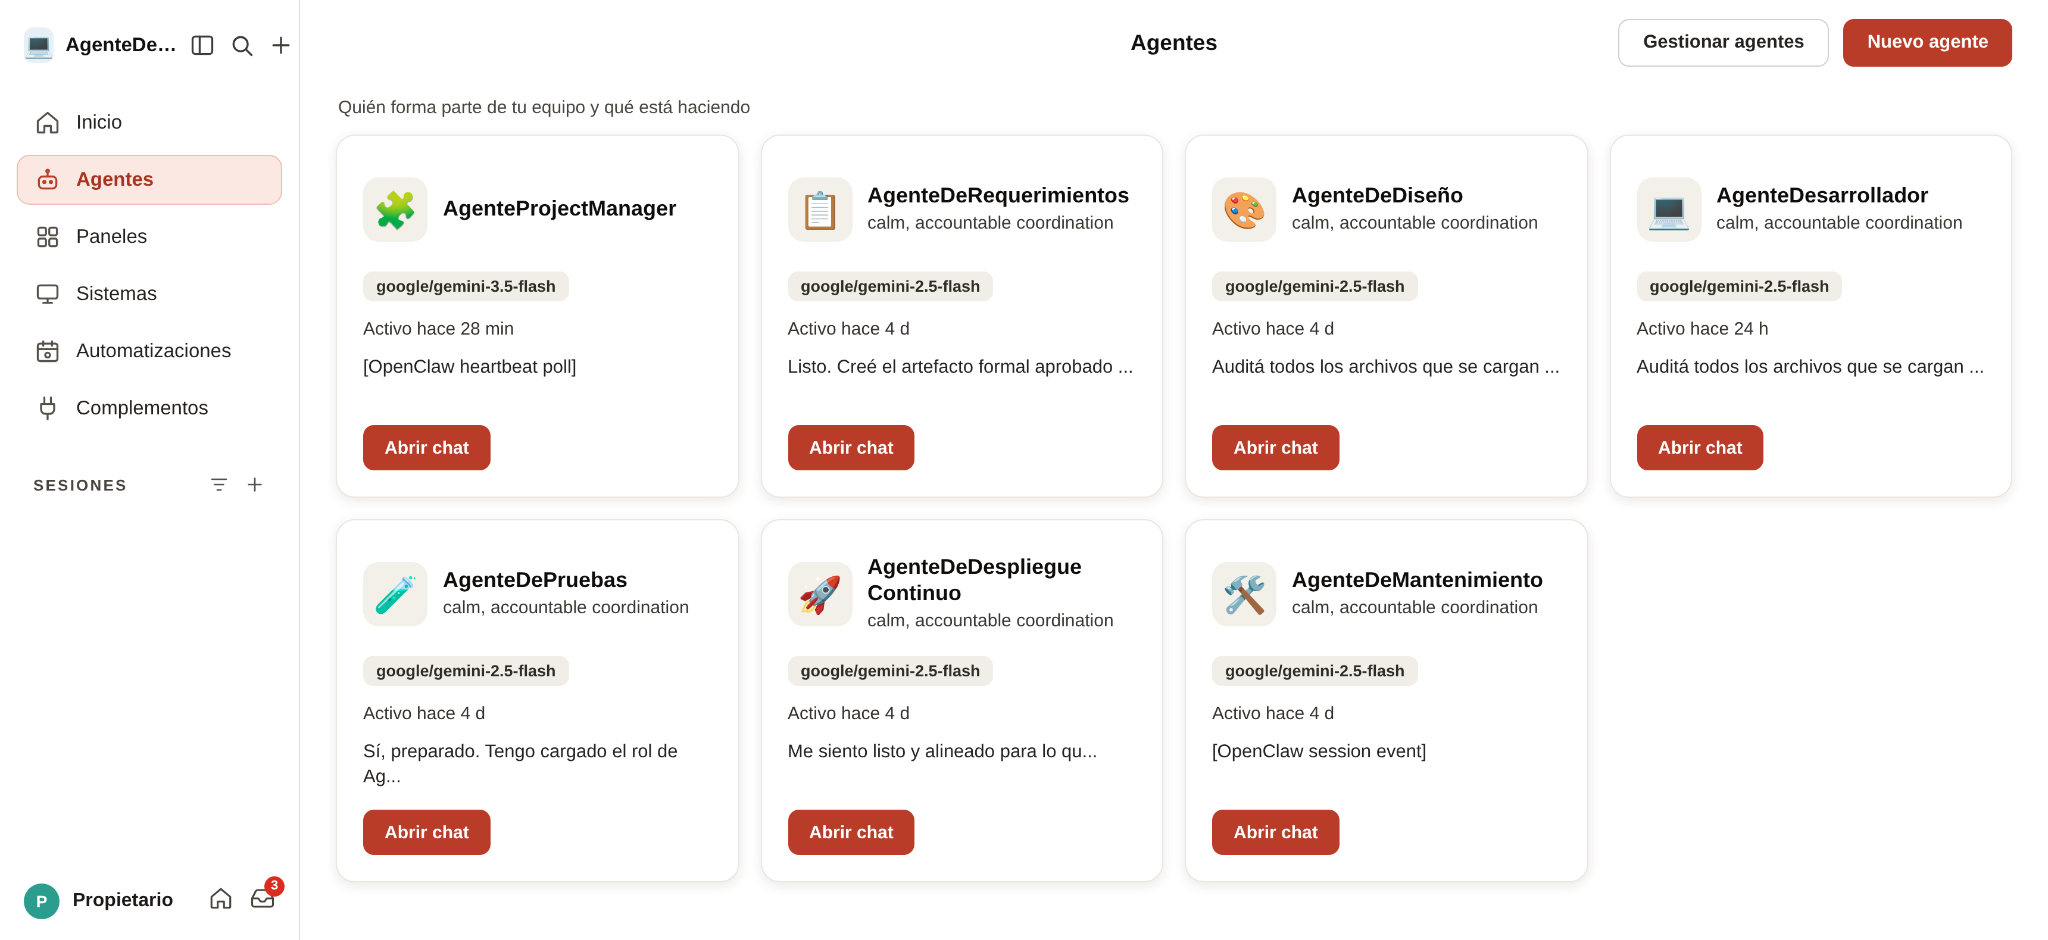 AgenteDe...
Inicio
Agentes
Paneles
Sistemas
Automatizaciones
Complementos
SESIONES
P
Propietario
3
Agentes
Gestionar agentes
Nuevo agente
Quién forma parte de tu equipo y qué está haciendo
AgenteProjectManager
google/gemini-3.5-flash
Activo hace 28 min
[OpenClaw heartbeat poll]
Abrir chat
AgenteDeRequerimientos
calm, accountable coordination
google/gemini-2.5-flash
Activo hace 4 d
Listo. Creé el artefacto formal aprobado ...
Abrir chat
AgenteDeDiseño
calm, accountable coordination
google/gemini-2.5-flash
Activo hace 4 d
Auditá todos los archivos que se cargan ...
Abrir chat
AgenteDesarrollador
calm, accountable coordination
google/gemini-2.5-flash
Activo hace 24 h
Auditá todos los archivos que se cargan ...
Abrir chat
AgenteDePruebas
calm, accountable coordination
google/gemini-2.5-flash
Activo hace 4 d
Sí, preparado. Tengo cargado el rol de
Ag...
Abrir chat
AgenteDeDespliegue
Continuo
calm, accountable coordination
google/gemini-2.5-flash
Activo hace 4 d
Me siento listo y alineado para lo qu...
Abrir chat
AgenteDeMantenimiento
calm, accountable coordination
google/gemini-2.5-flash
Activo hace 4 d
[OpenClaw session event]
Abrir chat